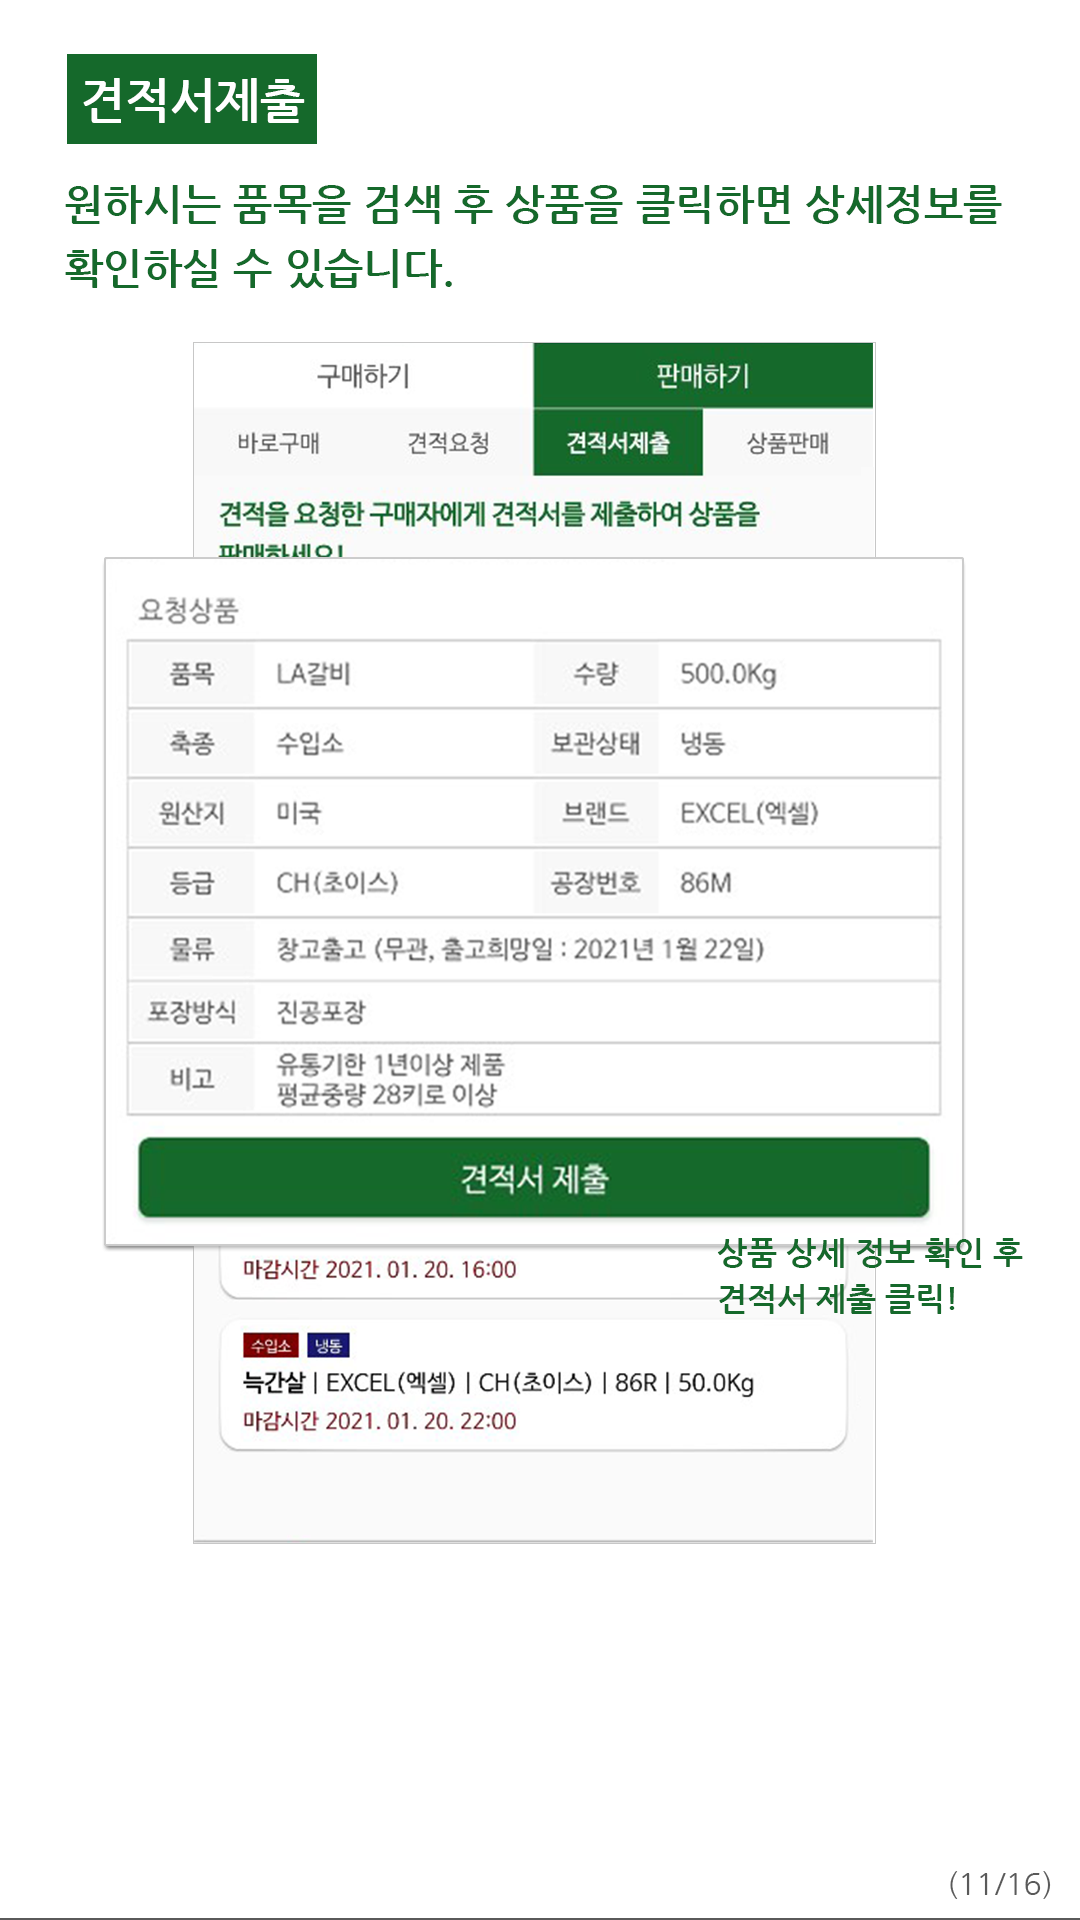 견적서제출
원하시는 품목을 검색 후 상품을 클릭하면 상세정보를
확인하실 수 있습니다.
구매하기 판매하기
바로구매 견적요청 견적서제출 상품판매
견적을 요청한 구매자에게 견적서를 제출하여 상품을
판매하세요!
요청상품
품목 LA갈비 수량 500.0Kg
축종 수입소 보관상태 냉동
원산지 미국 브랜드 EXCEL(엑셀)
등급 CH(초이스) 공장번호 86M
물류 창고출고 (무관, 출고희망일 : 2021년 1월 22일)
포장방식 진공포장
비고 유통기한 1년이상 제품
평균중량 28키로 이상
견적서 제출
상품 상세 정보 확인 후
견적서 제출 클릭!
마감시간 2021. 01. 20. 16:00
수입소 냉동
늑간살 | EXCEL(엑셀) | CH(초이스) | 86R | 50.0Kg
마감시간 2021. 01. 20. 22:00
(11/16)